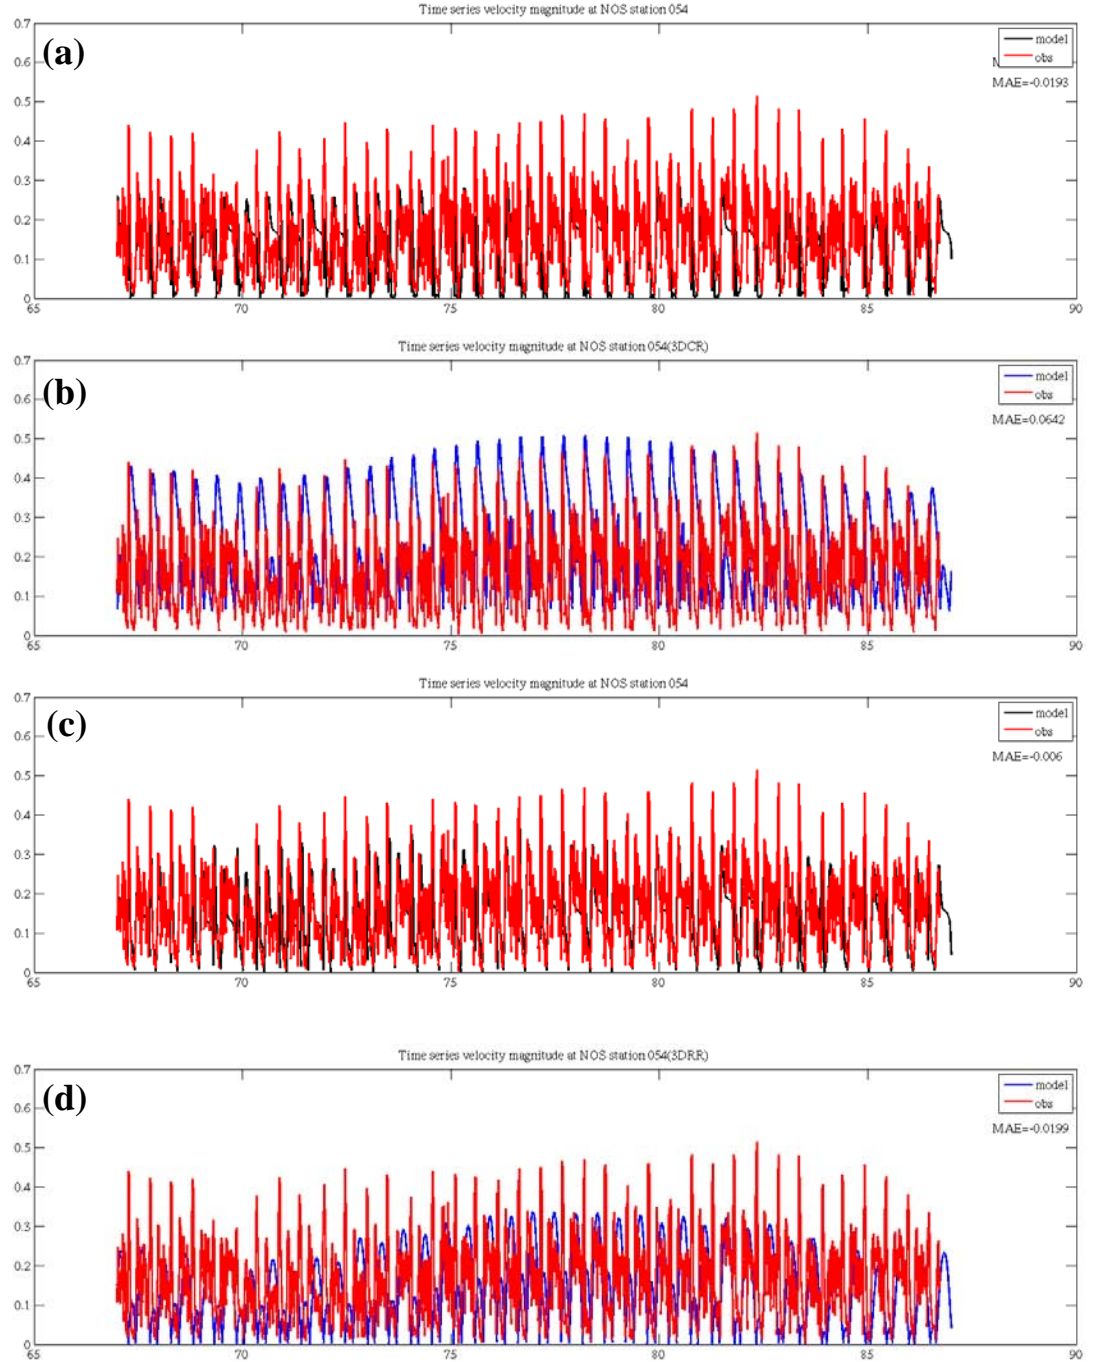 Time series velocity magnitude at NOS station 054
0.7
(a)
model
obs
0.6
M
MAE=-0.0193
0.5
0.4
0.3
0.2
0.1
0
65 70 75 80 85 90
Time series velocity magnitude at NOS station 054(3DCR)
0.7
(b)
model
obs
0.6
MAE=0.0642
0.5
0.4
0.3
0.2
0.1
0
65 70 75 80 85 90
Time series velocity magnitude at NOS station 054
0.7
(c)
model
obs
0.6
MAE=-0.006
0.5
0.4
0.3
0.2
0.1
0
65 70 75 80 85 90
Time series velocity magnitude at NOS station 054(3DRR)
0.7
(d)
model
obs
0.6
MAE=-0.0199
0.5
0.4
0.3
0.2
0.1
0
65 70 75 80 85 90